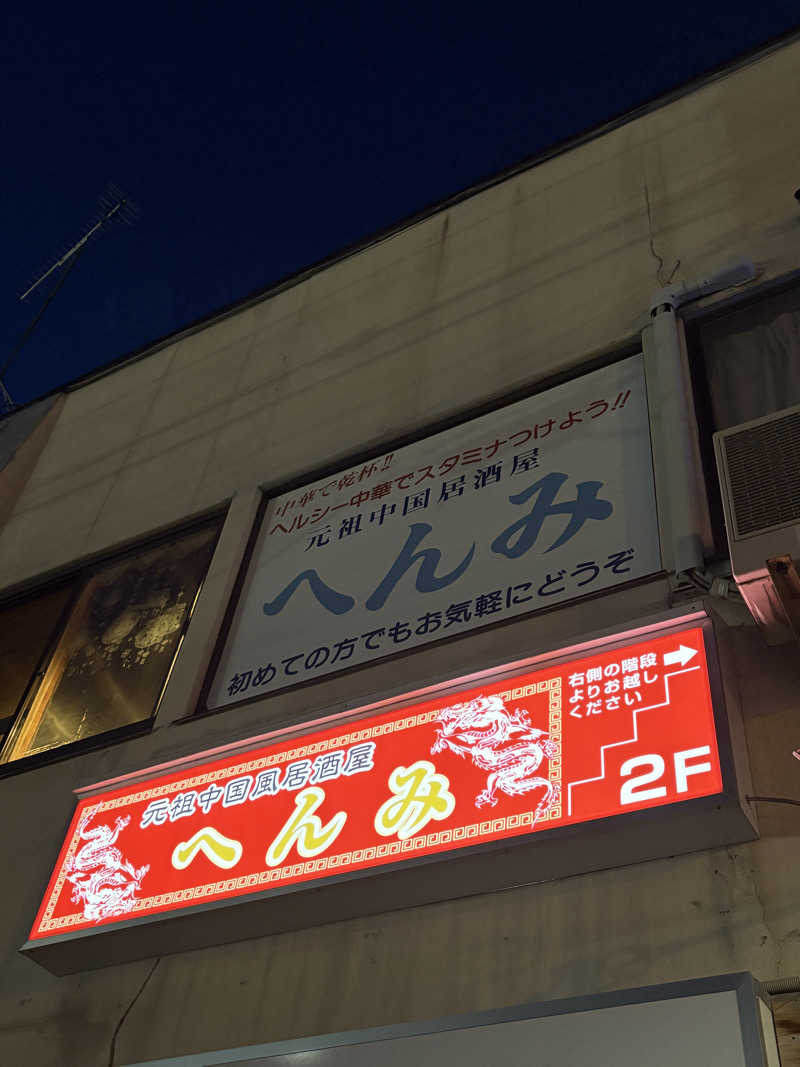 中華で乾杯!!
ヘルシー中華でスタミナつけよう!!
元祖中国居酒屋
へんみ
初めての方でもお気軽にどうぞ
元祖中国風居酒屋
へんみ
右側の階段
よりお越し
ください
2F